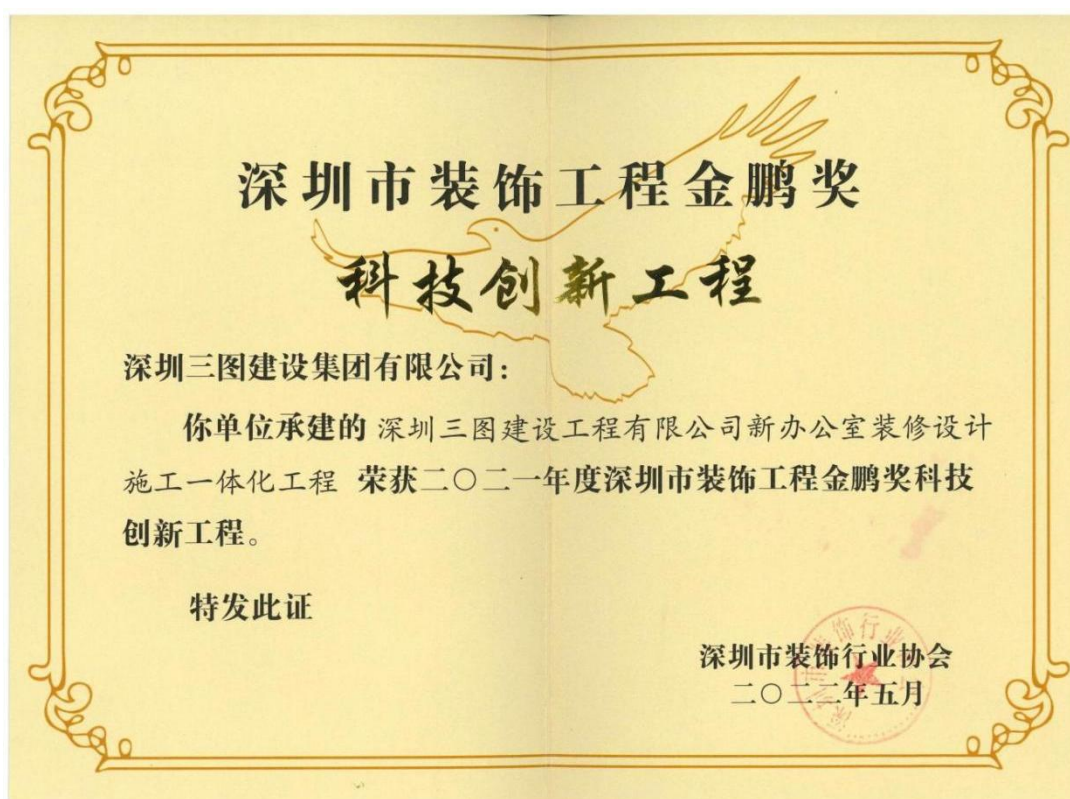 深圳市装饰工程金鹏奖
科技创新工程
深圳三图建设集团有限公司:
你单位承建的 深圳三图建设工程有限公司新办公室装修设计
施工一体化工程 荣获二〇二一年度深圳市装饰工程金鹏奖科技
创新工程。
特发此证
深圳市装饰行业协会
二〇二二年五月